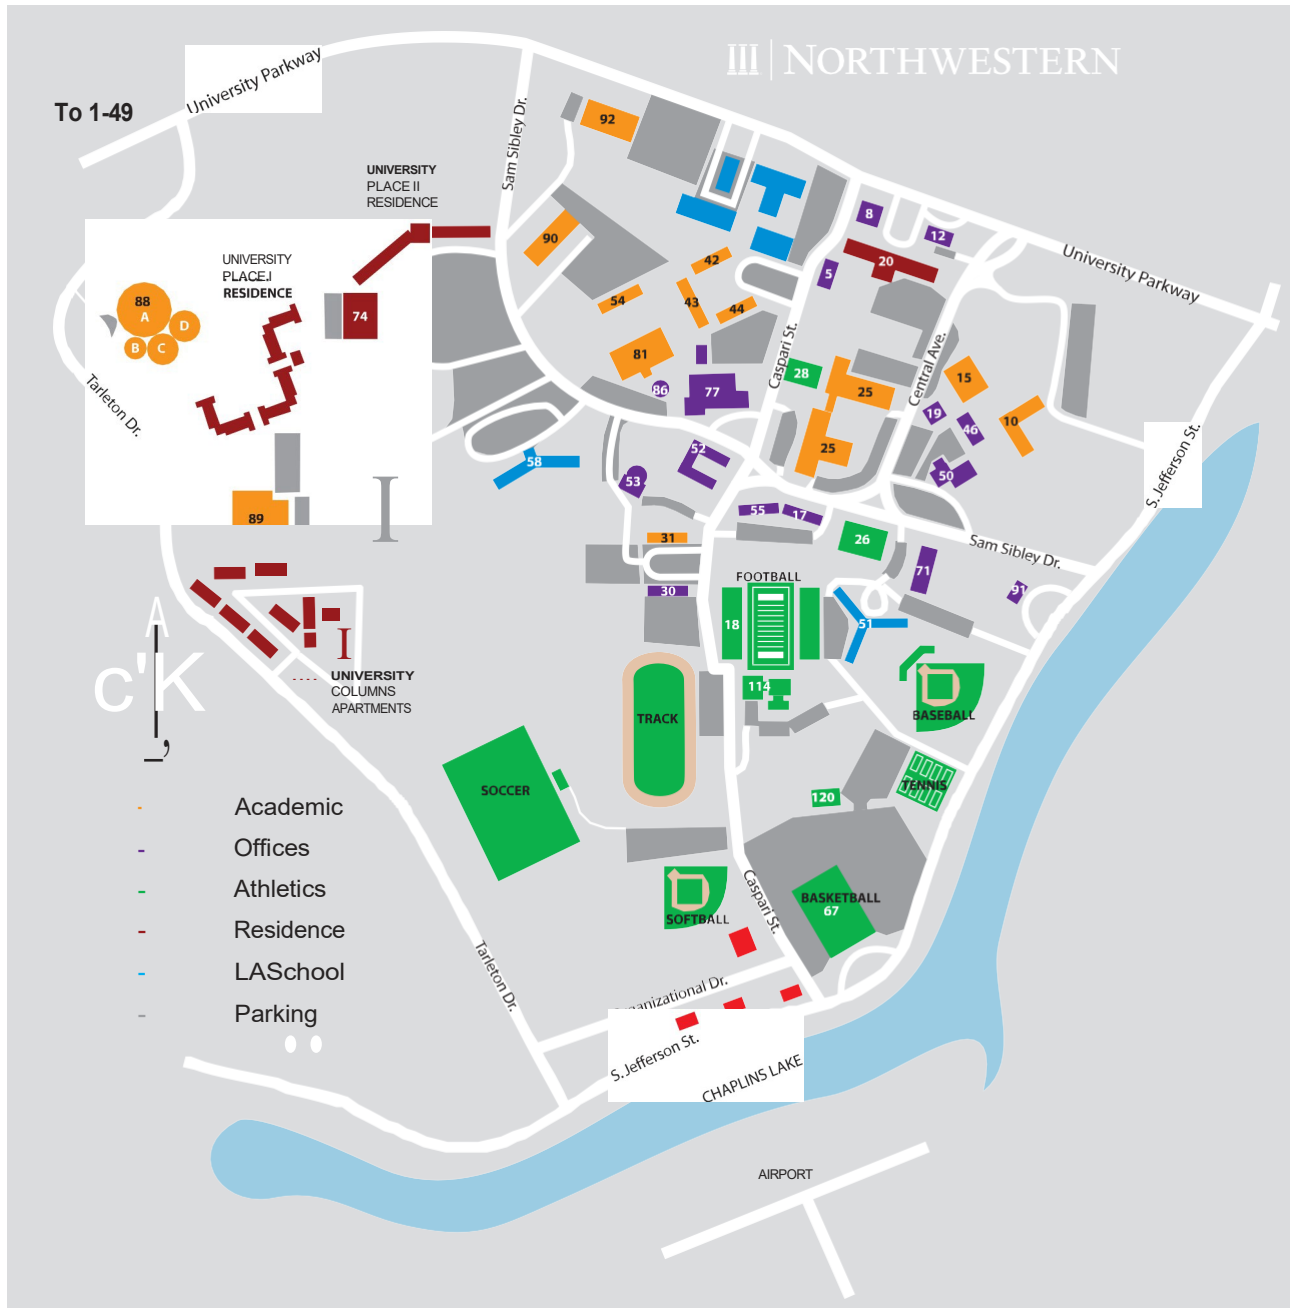 NORTHWESTERN
University Parkway
To 1-49
Sam Sibley Dr.
92
UNIVERSITY
PLACE II
RESIDENCE
8
12
90
20
University Parkway
42
5
UNIVERSITY
PLACE.I
RESIDENCE
54
43
44
88
A
D
B
C
74
81
Caspari St.
28
25
Central Ave.
15
Tarleton Dr.
86
77
19
46
10
52
25
58
53
50
S. Jefferson St.
89
I
55
17
31
26
Sam Sibley Dr.
71
30
FOOTBALL
91
18
51
A
C'K
I
UNIVERSITY
COLUMNS
APARTMENTS
114
TRACK
BASEBALL
SOCCER
TENNIS
120
Academic
Offices
Athletics
Residence
LASchool
Parking
Caspari St.
BASKETBALL
67
SOFTBALL
Tarleton Dr.
ganizational Dr.
S. Jefferson St.
CHAPLINS LAKE
AIRPORT